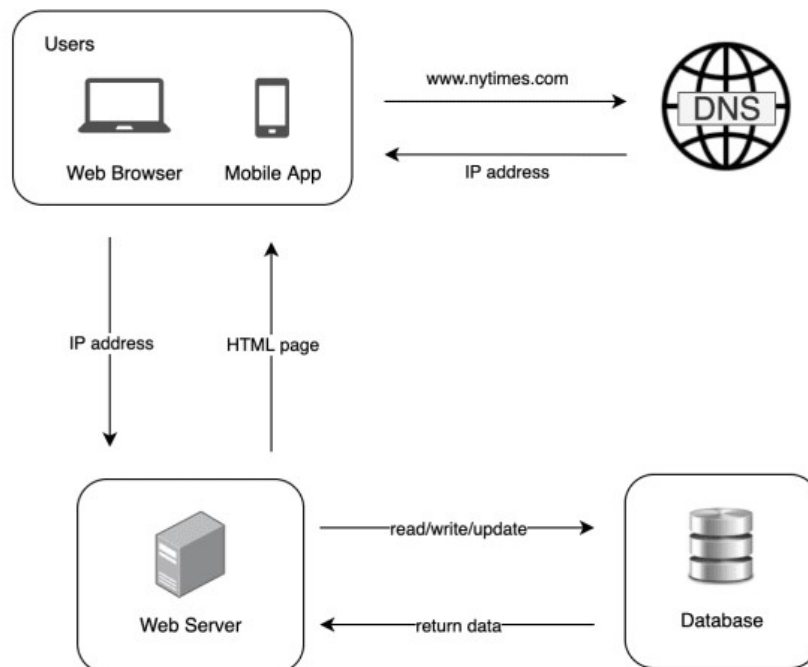 Users
www.nytimes.com
DNS
Web Browser
Mobile App
IP address
IP address
HTML page
read/write/update
Web Server
return data
Database